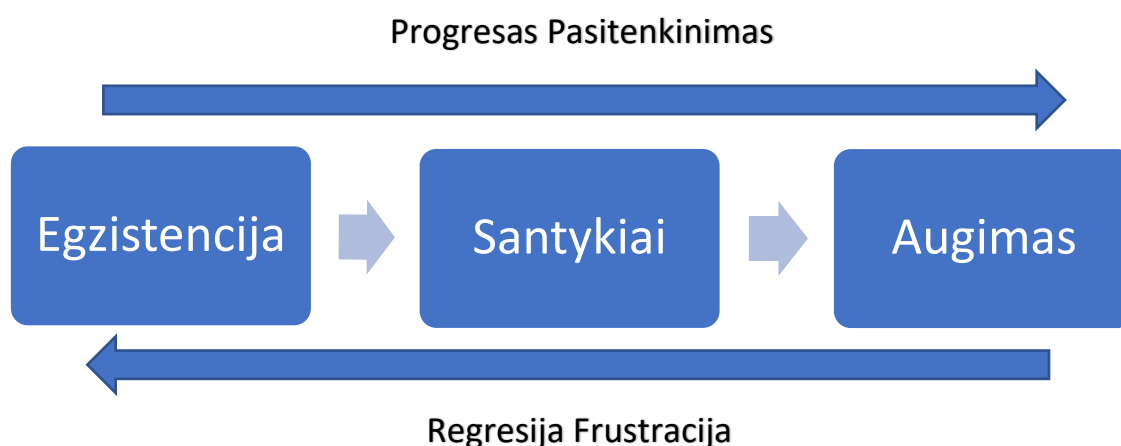 Progresas Pasitenkinimas
Egzistencija
Santykiai
Augimas
Regresija Frustracija